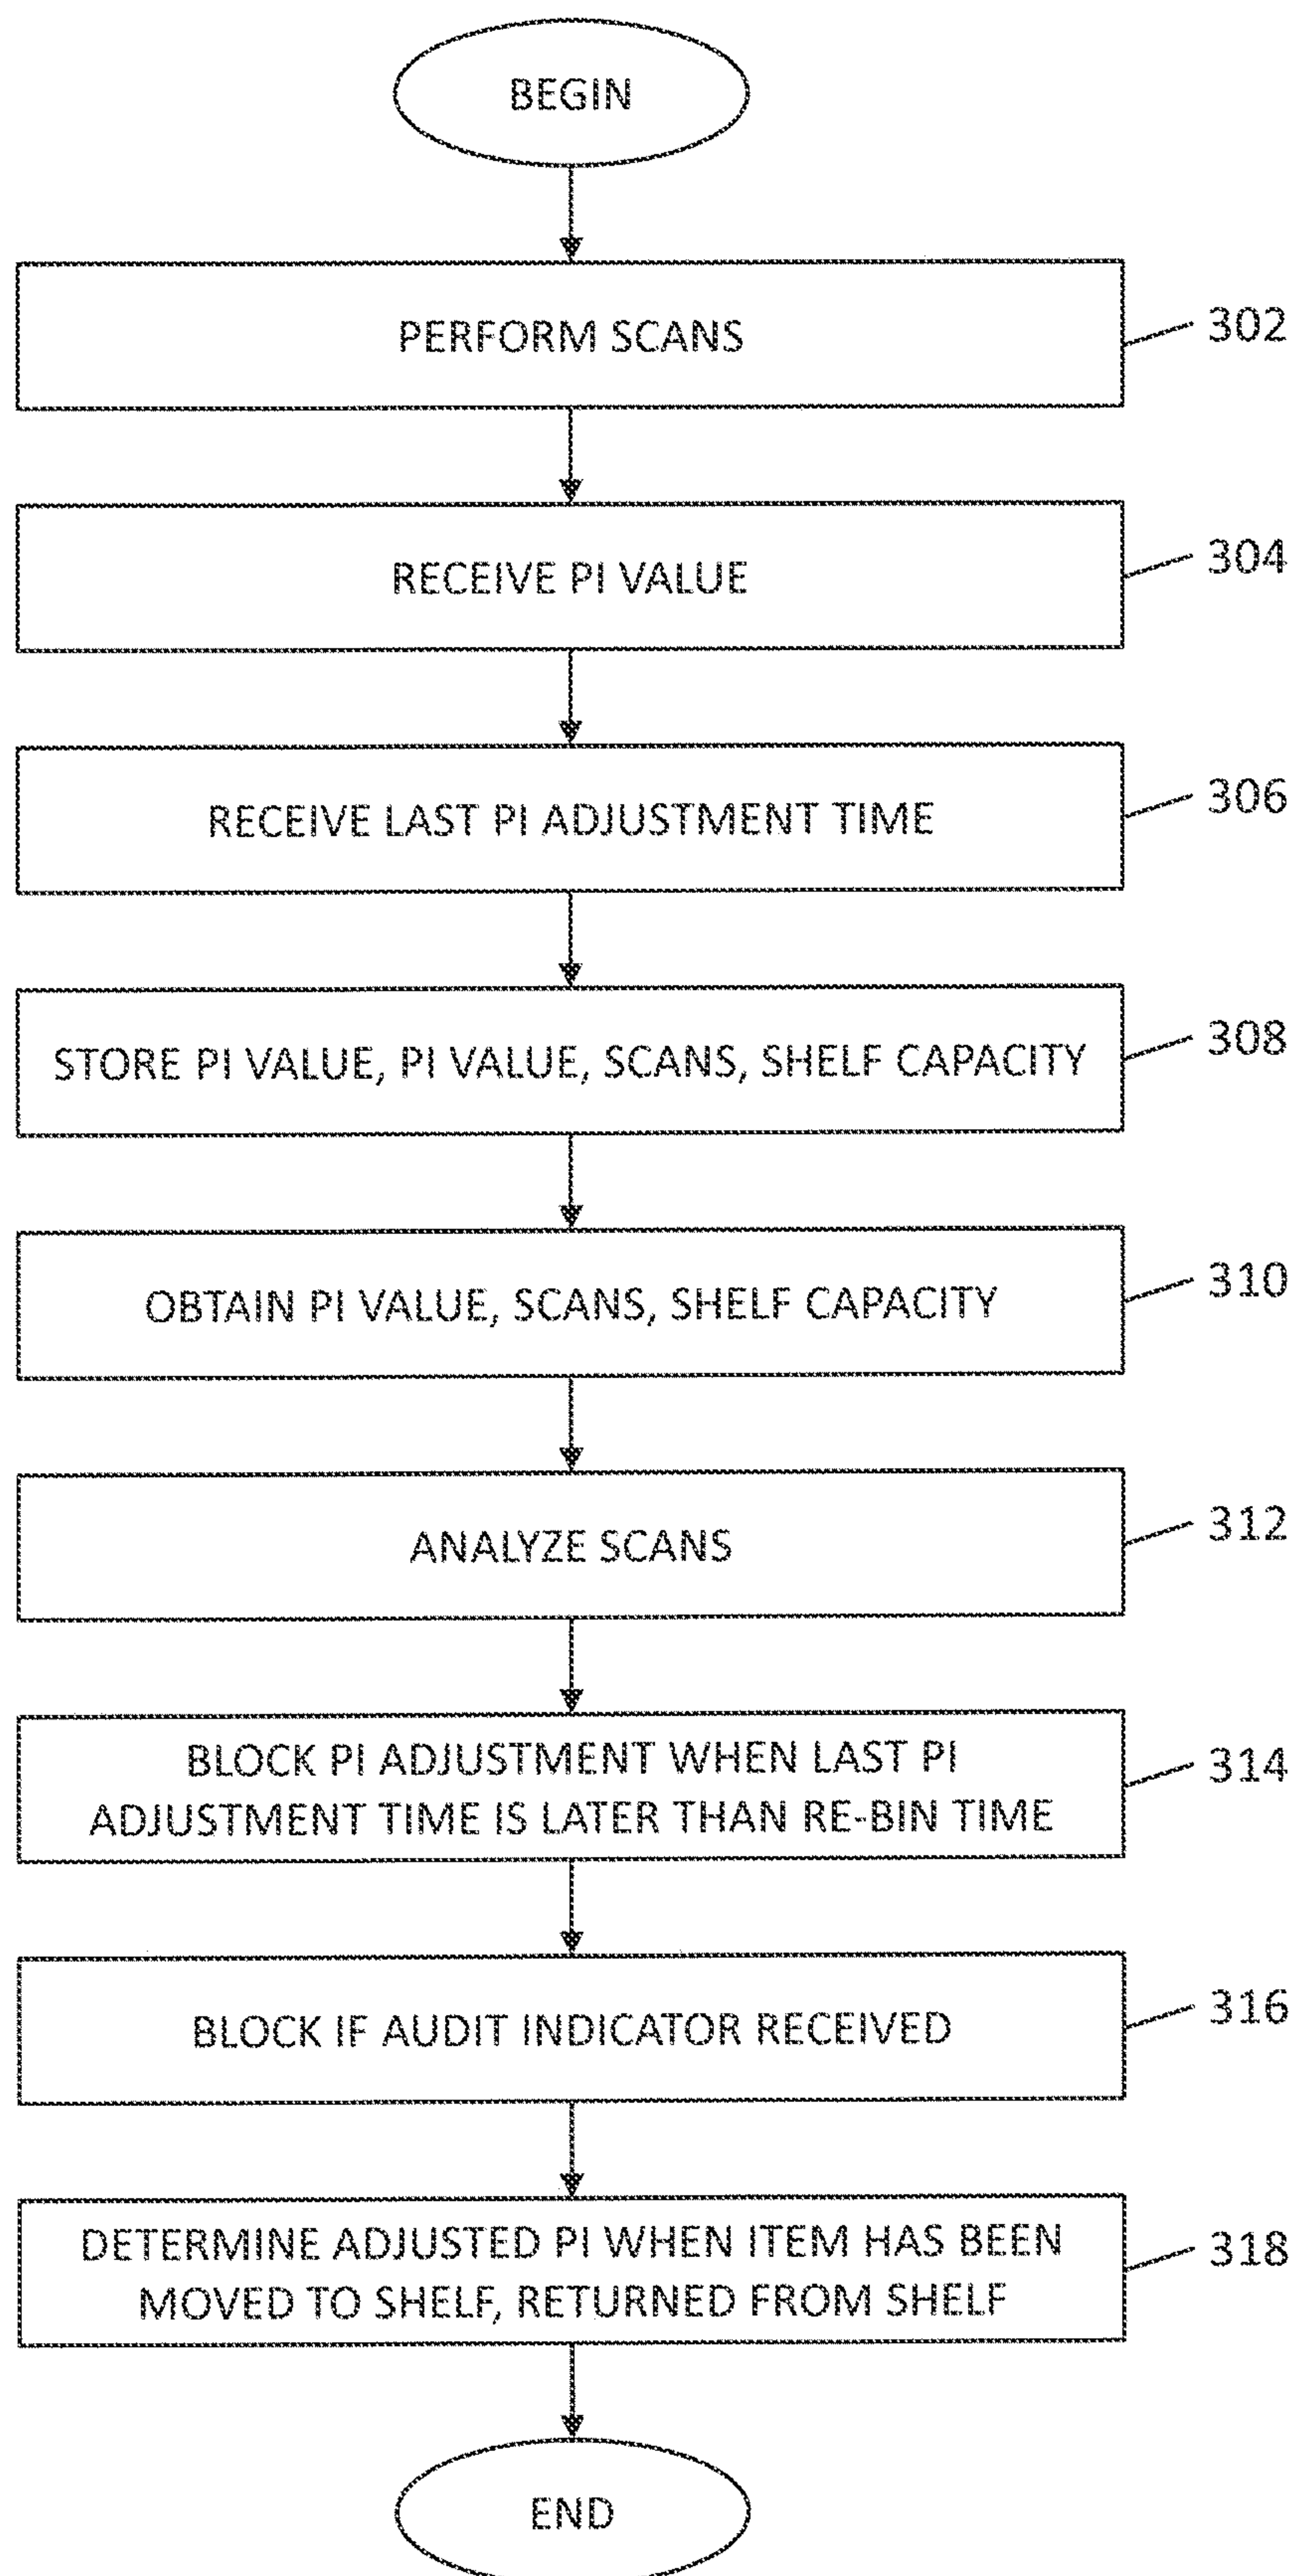 BEGIN
PERFORM SCANS
302
RECEIVE PI VALUE
304
RECEIVE LAST PI ADJUSTMENT TIME
306
STORE PI VALUE, PI VALUE, SCANS, SHELF CAPACITY
308
OBTAIN PI VALUE, SCANS, SHELF CAPACITY
310
ANALYZE SCANS
312
BLOCK PI ADJUSTMENT WHEN LAST PI
ADJUSTMENT TIME IS LATER THAN RE-BIN TIME
314
BLOCK IF AUDIT INDICATOR RECEIVED
316
DETERMINE ADJUSTED PI WHEN ITEM HAS BEEN
MOVED TO SHELF, RETURNED FROM SHELF
318
END